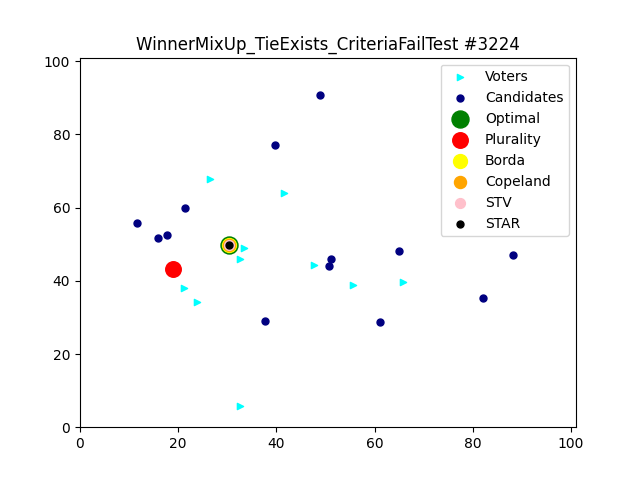 WinnerMixUp_TieExists_CriteriaFailTest #3224
100
80
60
40
20
0
0 20 40 60 80 100
Voters
Candidates
Optimal
Plurality
Borda
Copeland
STV
STAR